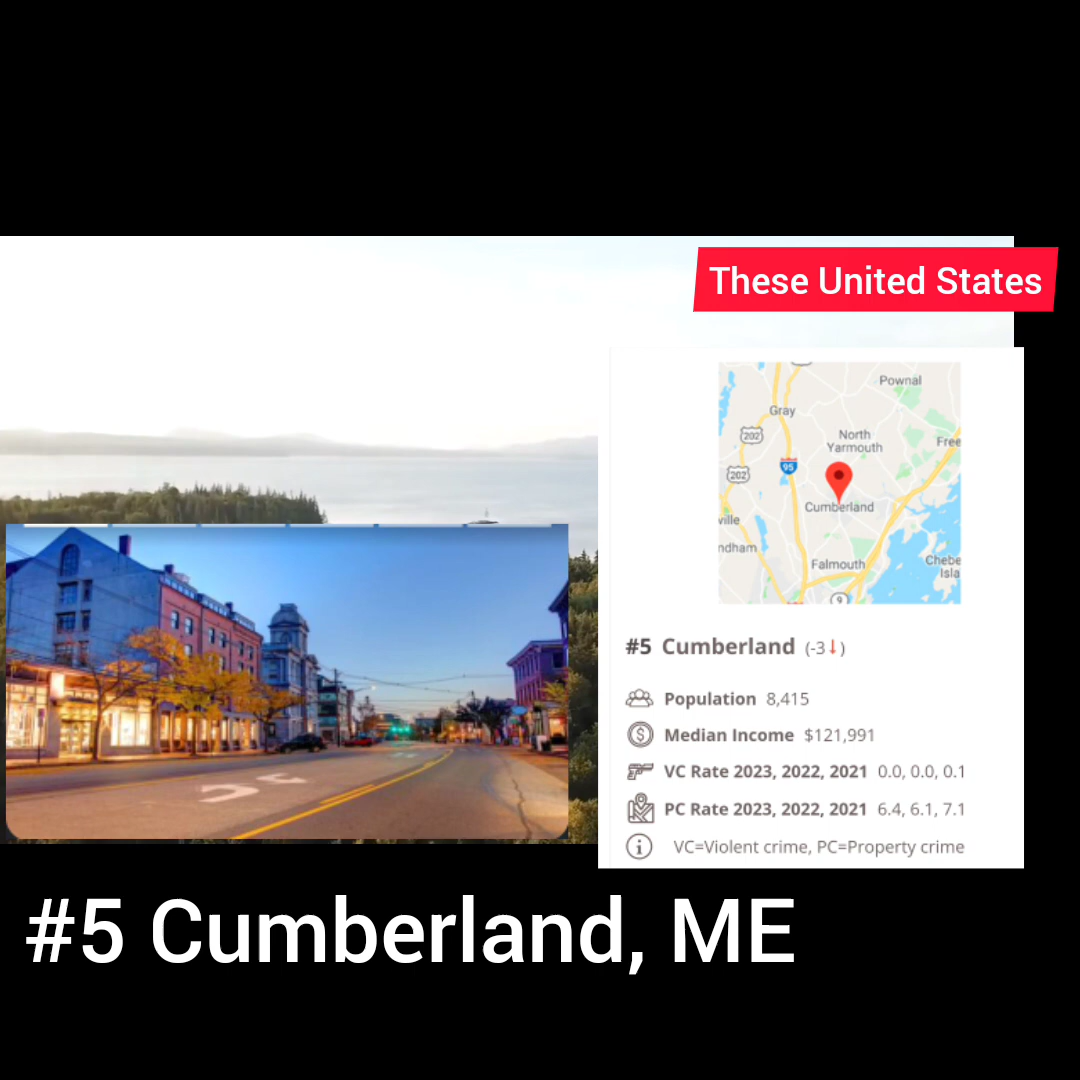 These United States
Pownal
Gray
202
North
Yarmouth
Free
95
202
Cumberland
ville
ndham
Falmouth
Chebe
Isla
9
#5 Cumberland (-3↓)
Population 8,415
Median Income $121,991
VC Rate 2023, 2022, 2021 0.0, 0.0, 0.1
PC Rate 2023, 2022, 2021 6.4, 6.1, 7.1
VC=Violent crime, PC=Property crime
#5 Cumberland, ME